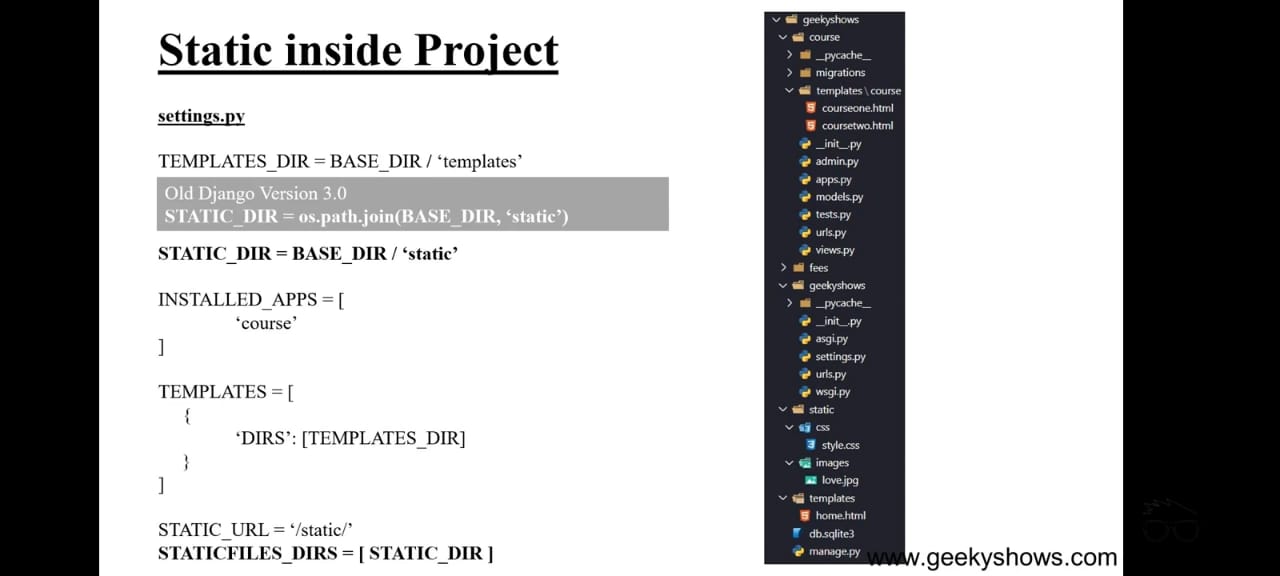 Static inside Project
settings.py
TEMPLATES_DIR = BASE_DIR / ‘templates’
Old Django Version 3.0
STATIC_DIR = os.path.join(BASE_DIR, ‘static’)
STATIC_DIR = BASE_DIR / ‘static’
INSTALLED_APPS = [
‘course’
]
TEMPLATES = [
{
‘DIRS’: [TEMPLATES_DIR]
}
]
STATIC_URL = ‘/static/’
STATICFILES_DIRS = [ STATIC_DIR ]
geekyshows
course
__pycache__
migrations
templates \ course
courseone.html
coursetwo.html
__init__.py
admin.py
apps.py
models.py
tests.py
urls.py
views.py
fees
geekyshows
__pycache__
__init__.py
asgi.py
settings.py
urls.py
wsgi.py
static
css
style.css
images
love.jpg
templates
home.html
db.sqlite3
manage.py
www.geekyshows.com